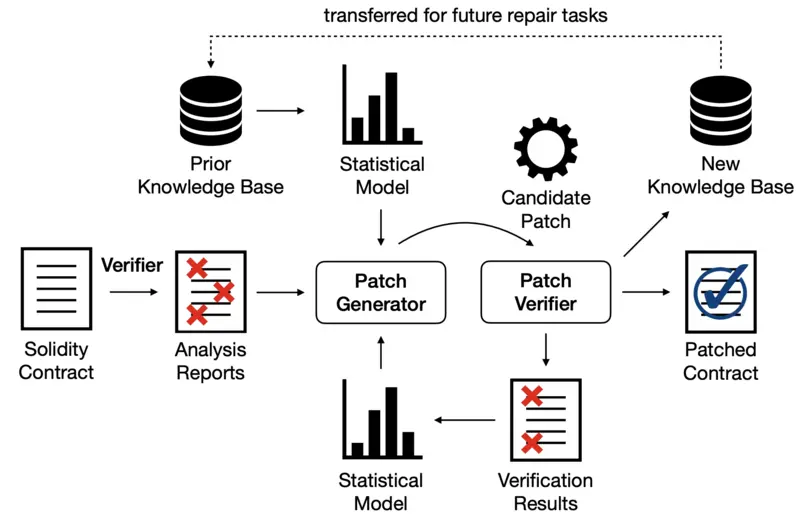 transferred for future repair tasks
Prior
Knowledge Base
Statistical
Model
Candidate
Patch
New
Knowledge Base
Verifier
Solidity
Contract
Analysis
Reports
Patch
Generator
Patch
Verifier
Patched
Contract
Statistical
Model
Verification
Results